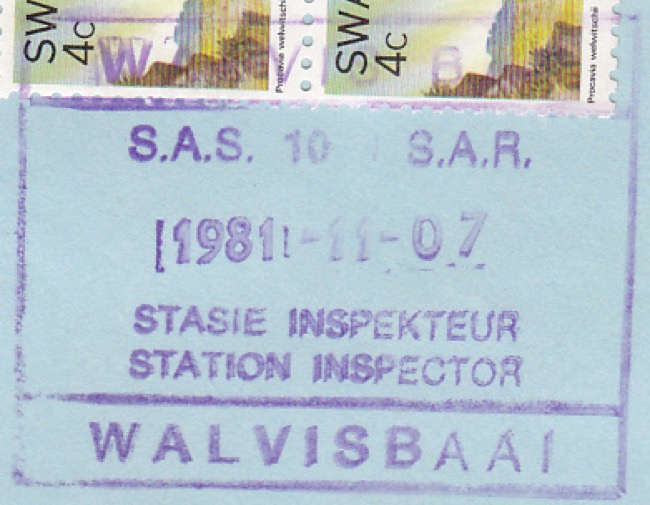 SWA
4c
Procavia welwitschii
SWA
4c
Procavia welwitschii
W V B
S.A.S. 10 S.A.R.
1981-11-07
STASIE INSPEKTEUR
STATION INSPECTOR
WALVISBAAI